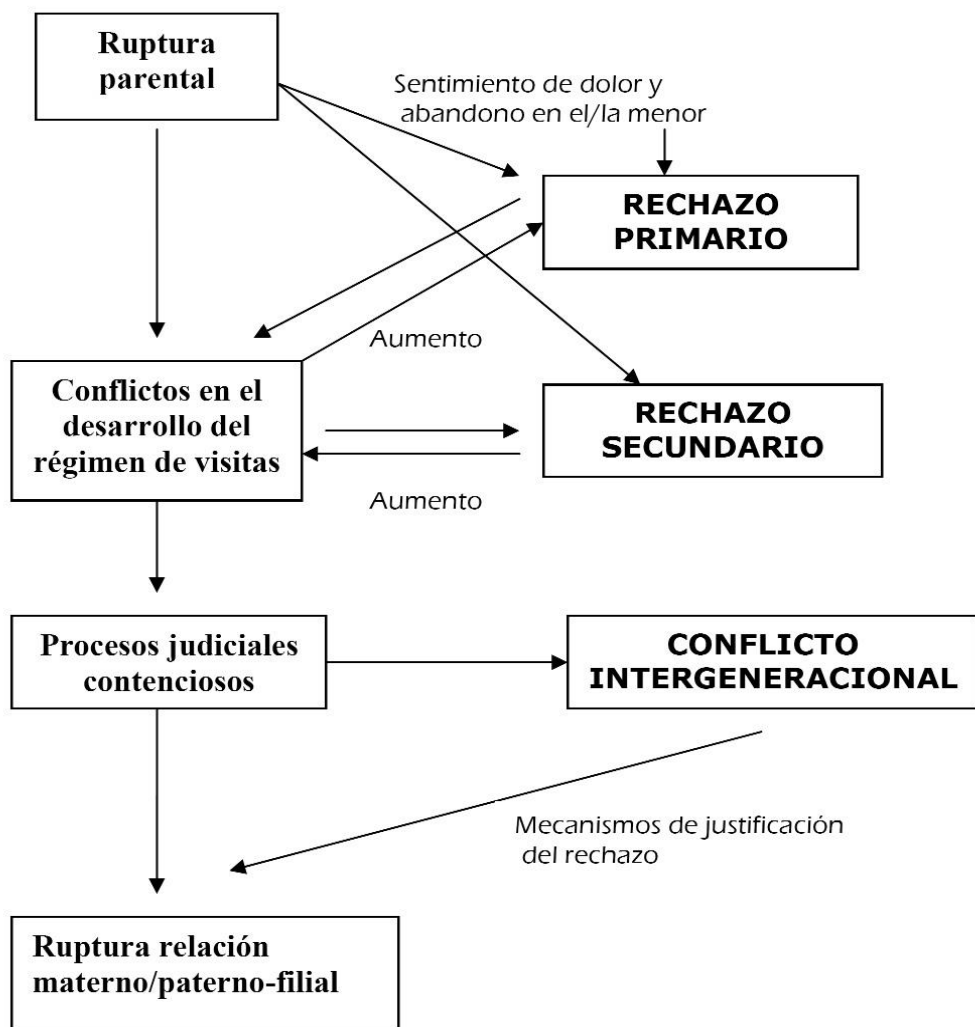 Ruptura
parental
Sentimiento de dolor y
abandono en el/la menor
RECHAZO
PRIMARIO
Aumento
Conflictos en el
desarrollo del
régimen de visitas
RECHAZO
SECUNDARIO
Aumento
Procesos judiciales
contenciosos
CONFLICTO
INTERGENERACIONAL
Mecanismos de justificación
del rechazo
Ruptura relación
materno/paterno-filial